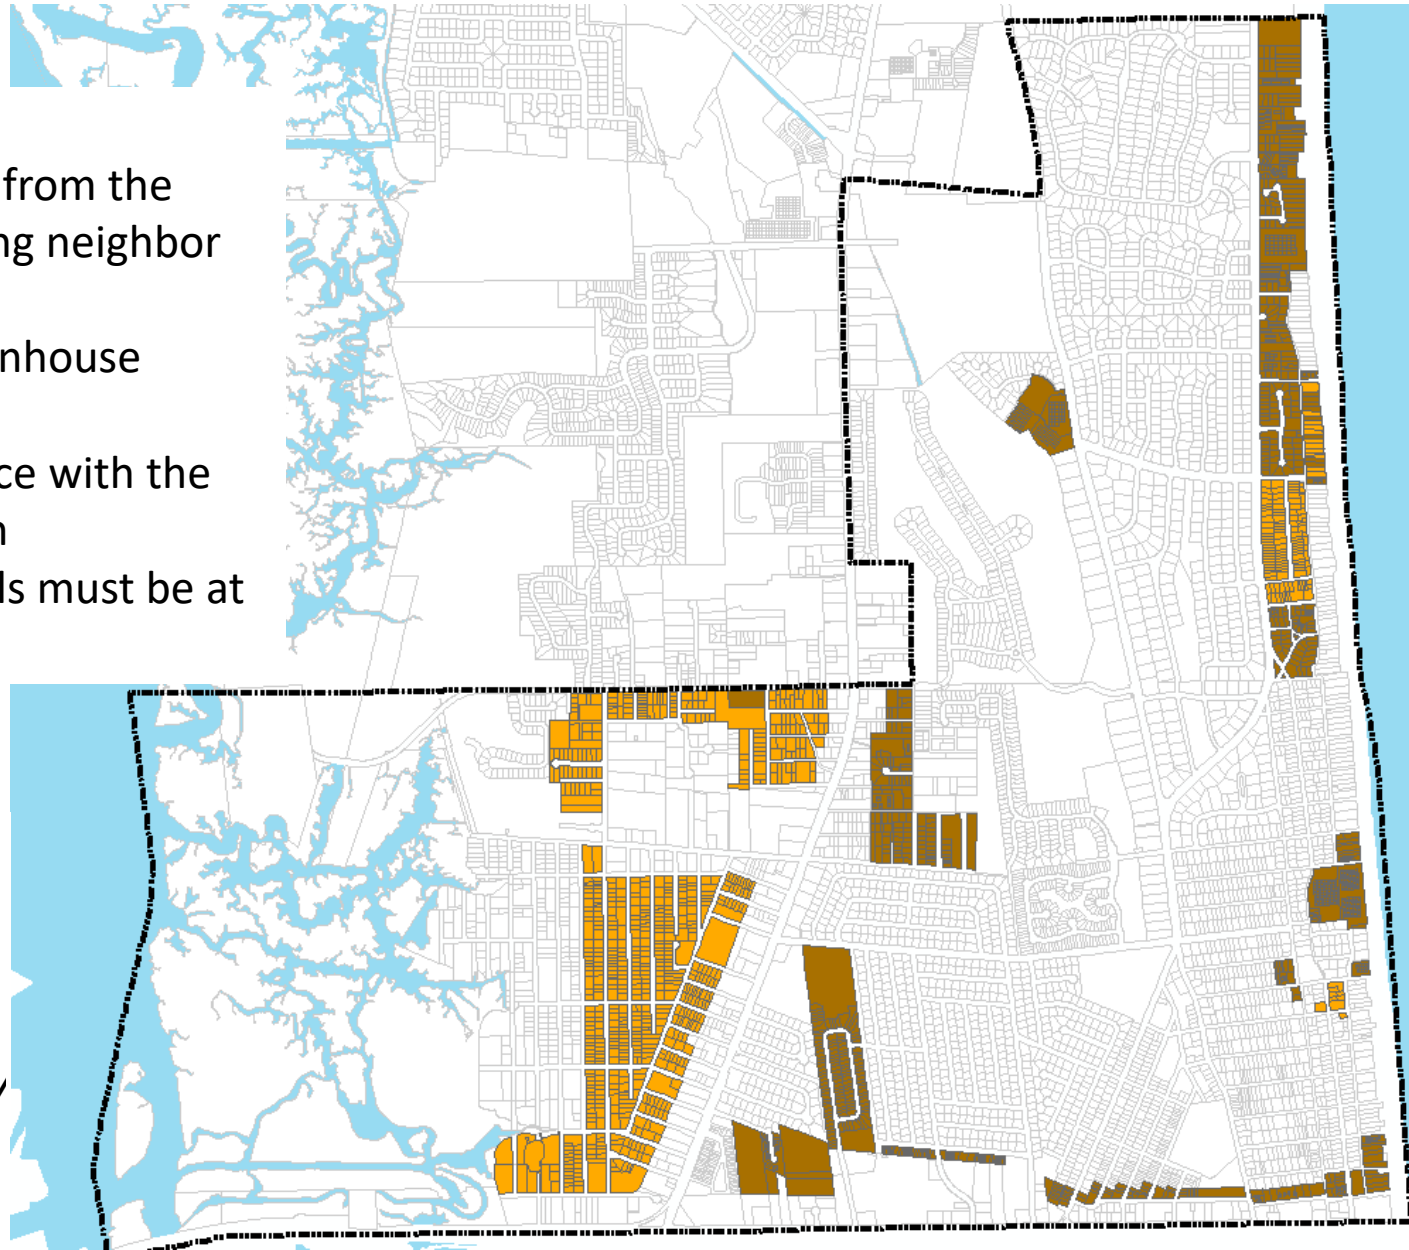 from the
ng neighbor
nhouse
ce with the
n
ls must be at